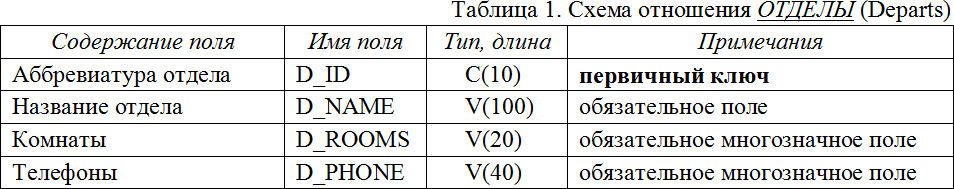 Таблица 1. Схема отношения ОТДЕЛЫ (Departs)
Содержание поля Имя поля Тип, длина Примечания
Аббревиатура отдела D_ID C(10) первичный ключ
Название отдела D_NAME V(100) обязательное поле
Комнаты D_ROOMS V(20) обязательное многозначное поле
Телефоны D_PHONE V(40) обязательное многозначное поле